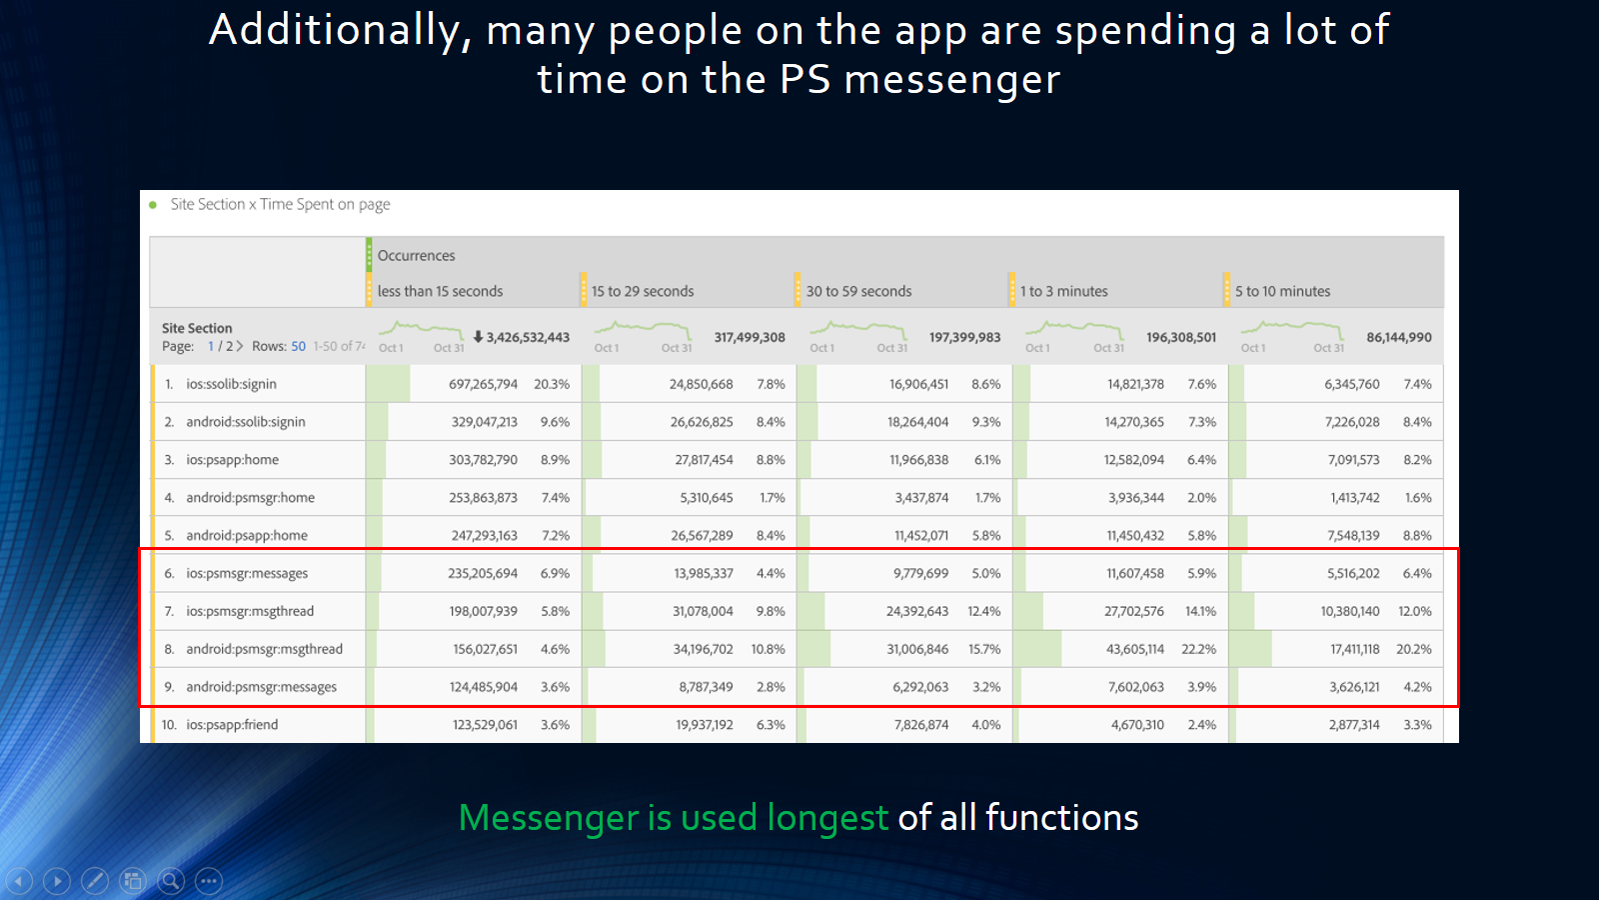 Additionally, many people on the app are spending a lot of
time on the PS messenger
Site Section x Time Spent on page
Occurrences
less than 15 seconds 15 to 29 seconds 30 to 59 seconds 1 to 3 minutes 5 to 10 minutes
Site Section
Page: 1 / 2 > Rows: 50 1-50 of 74
Oct 1 Oct 31 3,426,532,443 Oct 1 Oct 31 317,499,308 Oct 1 Oct 31 197,399,983 Oct 1 Oct 31 196,308,501 Oct 1 Oct 31 86,144,990
1. ios:ssolib:signin 697,265,794 20.3% 24,850,668 7.8% 16,906,451 8.6% 14,821,378 7.6% 6,345,760 7.4%
2. android:ssolib:signin 329,047,213 9.6% 26,626,825 8.4% 18,264,404 9.3% 14,270,365 7.3% 7,226,028 8.4%
3. ios:psapp:home 303,782,790 8.9% 27,817,454 8.8% 11,966,838 6.1% 12,582,094 6.4% 7,091,573 8.2%
4. android:psmsgr:home 253,863,873 7.4% 5,310,645 1.7% 3,437,874 1.7% 3,936,344 2.0% 1,413,742 1.6%
5. android:psapp:home 247,293,163 7.2% 26,567,289 8.4% 11,452,071 5.8% 11,450,432 5.8% 7,548,139 8.8%
6. ios:psmsgr:messages 235,205,694 6.9% 13,985,337 4.4% 9,779,699 5.0% 11,607,458 5.9% 5,516,202 6.4%
7. ios:psmsgr:msgthread 198,007,939 5.8% 31,078,004 9.8% 24,392,643 12.4% 27,702,576 14.1% 10,380,140 12.0%
8. android:psmsgr:msgthread 156,027,651 4.6% 34,196,702 10.8% 31,006,846 15.7% 43,605,114 22.2% 17,411,118 20.2%
9. android:psmsgr:messages 124,485,904 3.6% 8,787,349 2.8% 6,292,063 3.2% 7,602,063 3.9% 3,626,121 4.2%
10. ios:psapp:friend 123,529,061 3.6% 19,937,192 6.3% 7,826,874 4.0% 4,670,310 2.4% 2,877,314 3.3%
Messenger is used longest of all functions